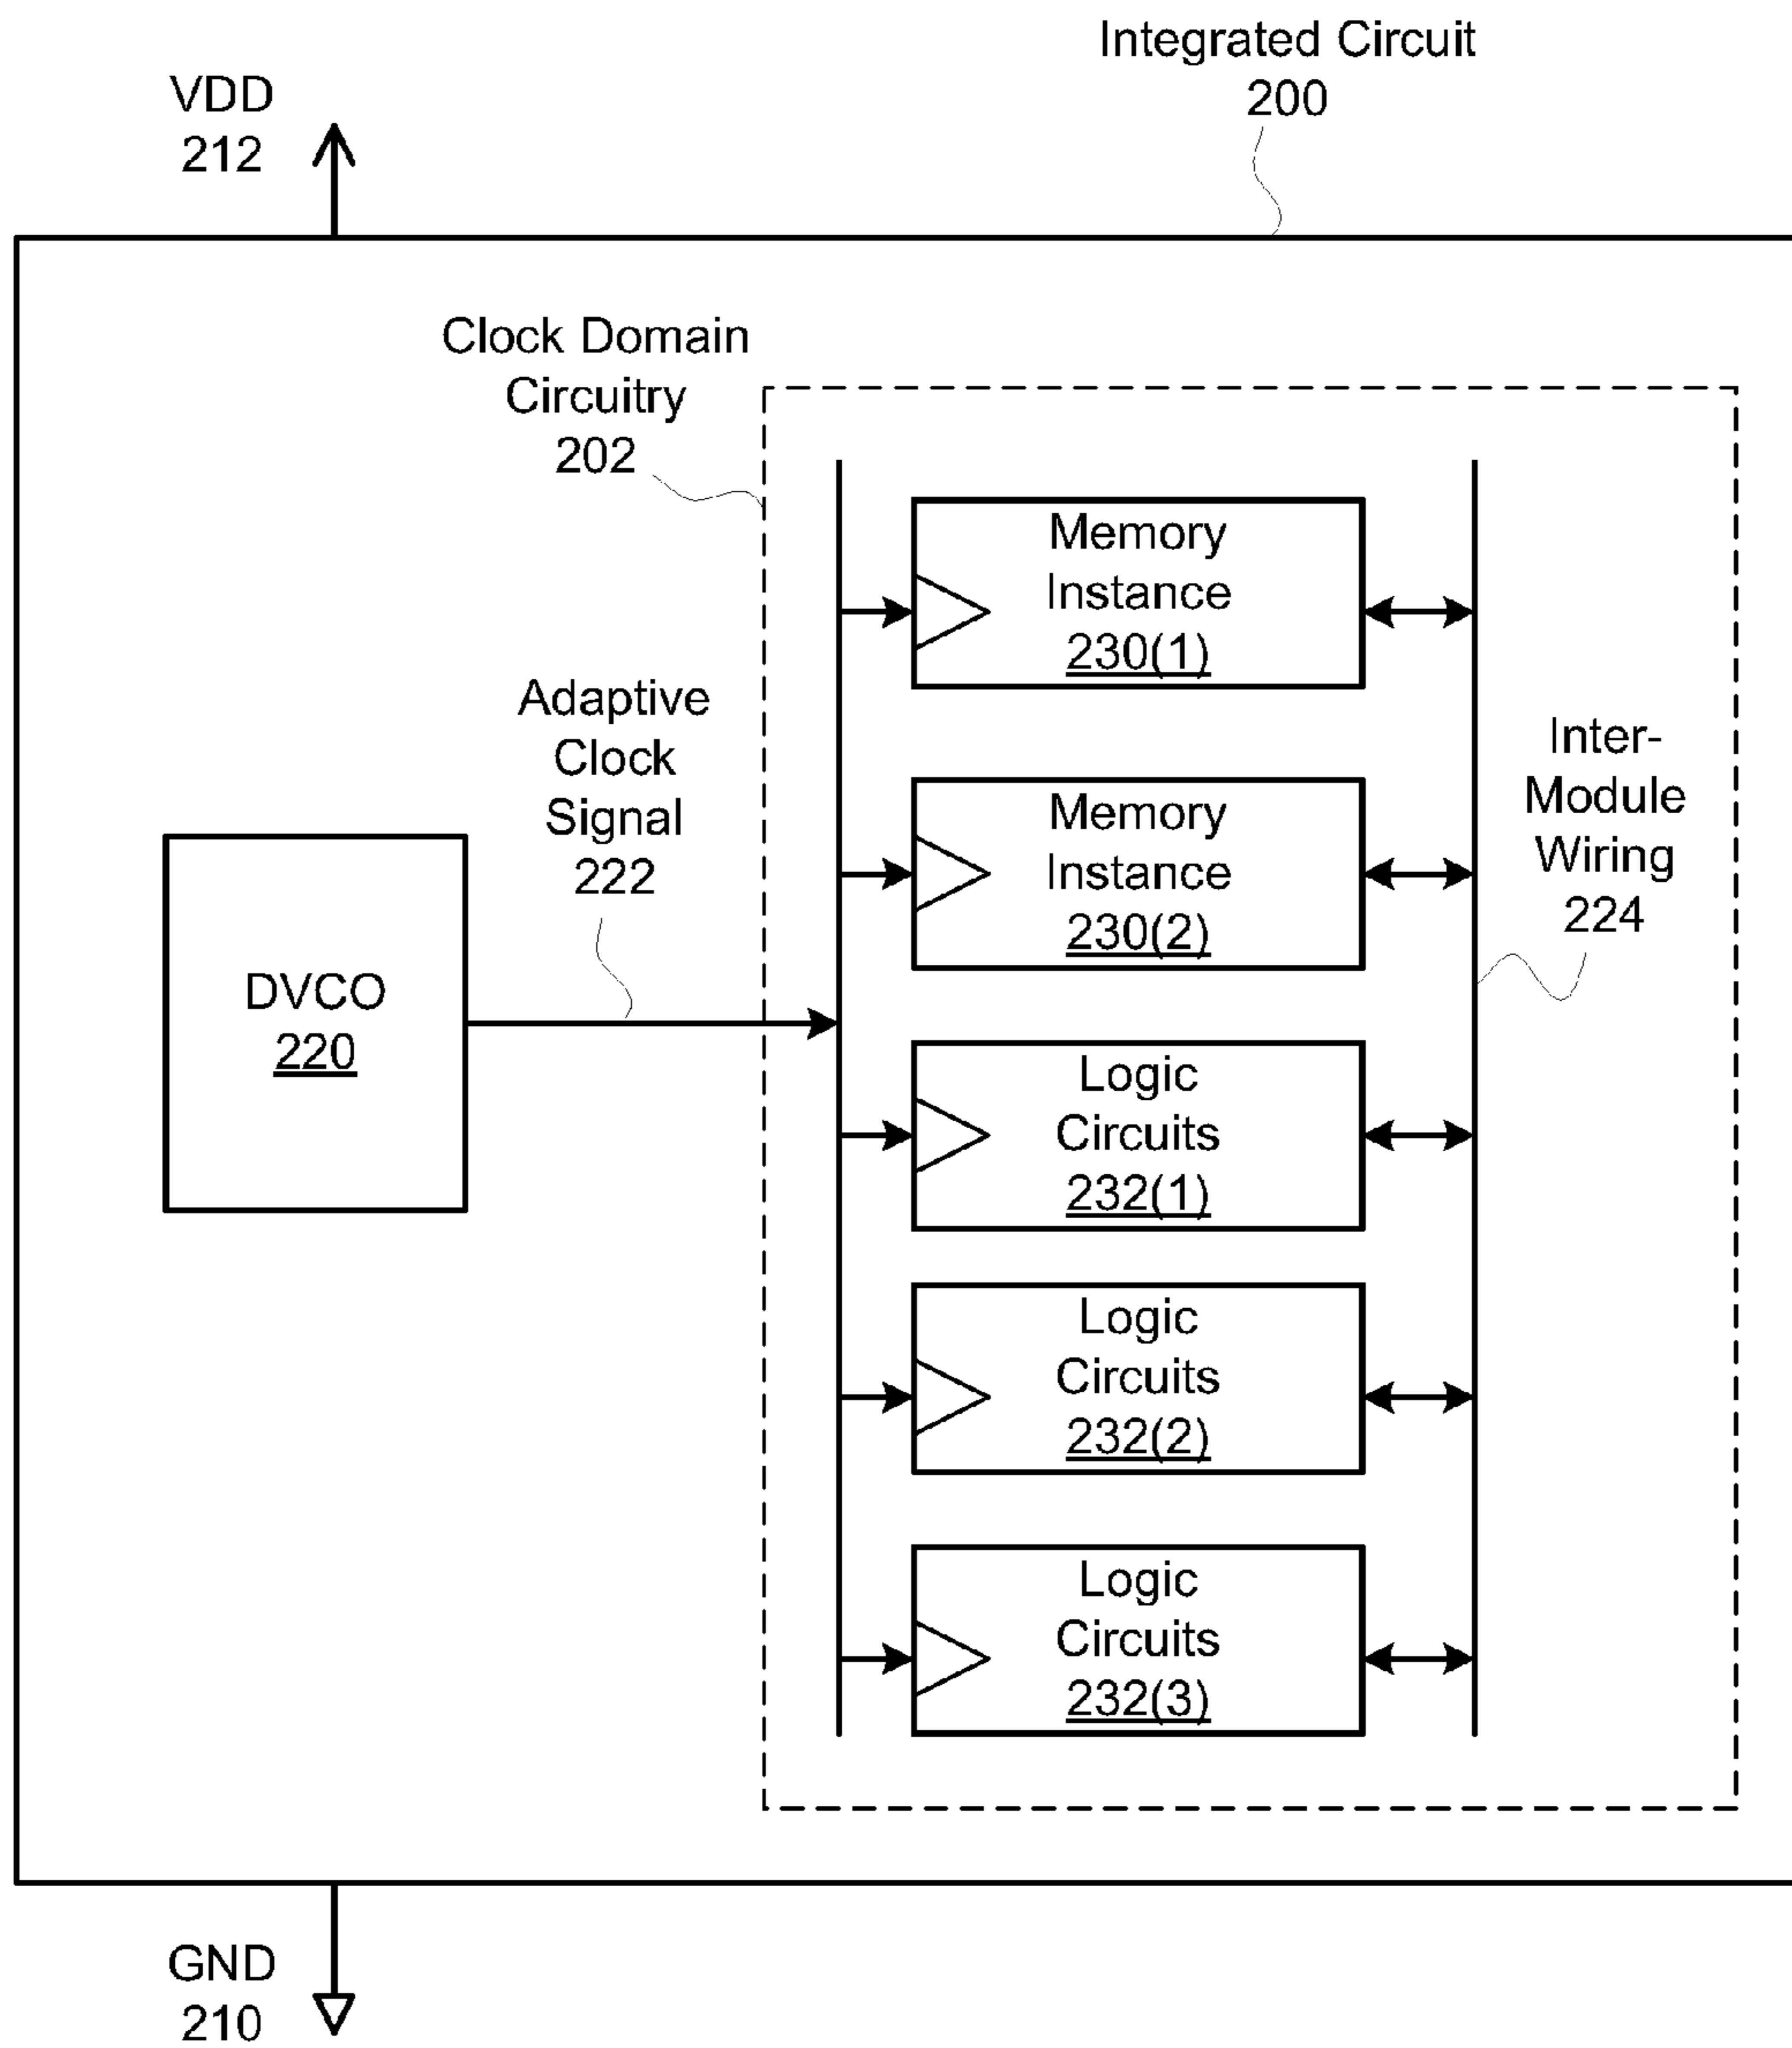 Integrated Circuit
200
VDD
212
Clock Domain
Circuitry
202
Memory
Instance
230(1)
Adaptive
Clock
Signal
222
Inter-
Module
Wiring
224
Memory
Instance
230(2)
DVCO
220
Logic
Circuits
232(1)
Logic
Circuits
232(2)
Logic
Circuits
232(3)
GND
210